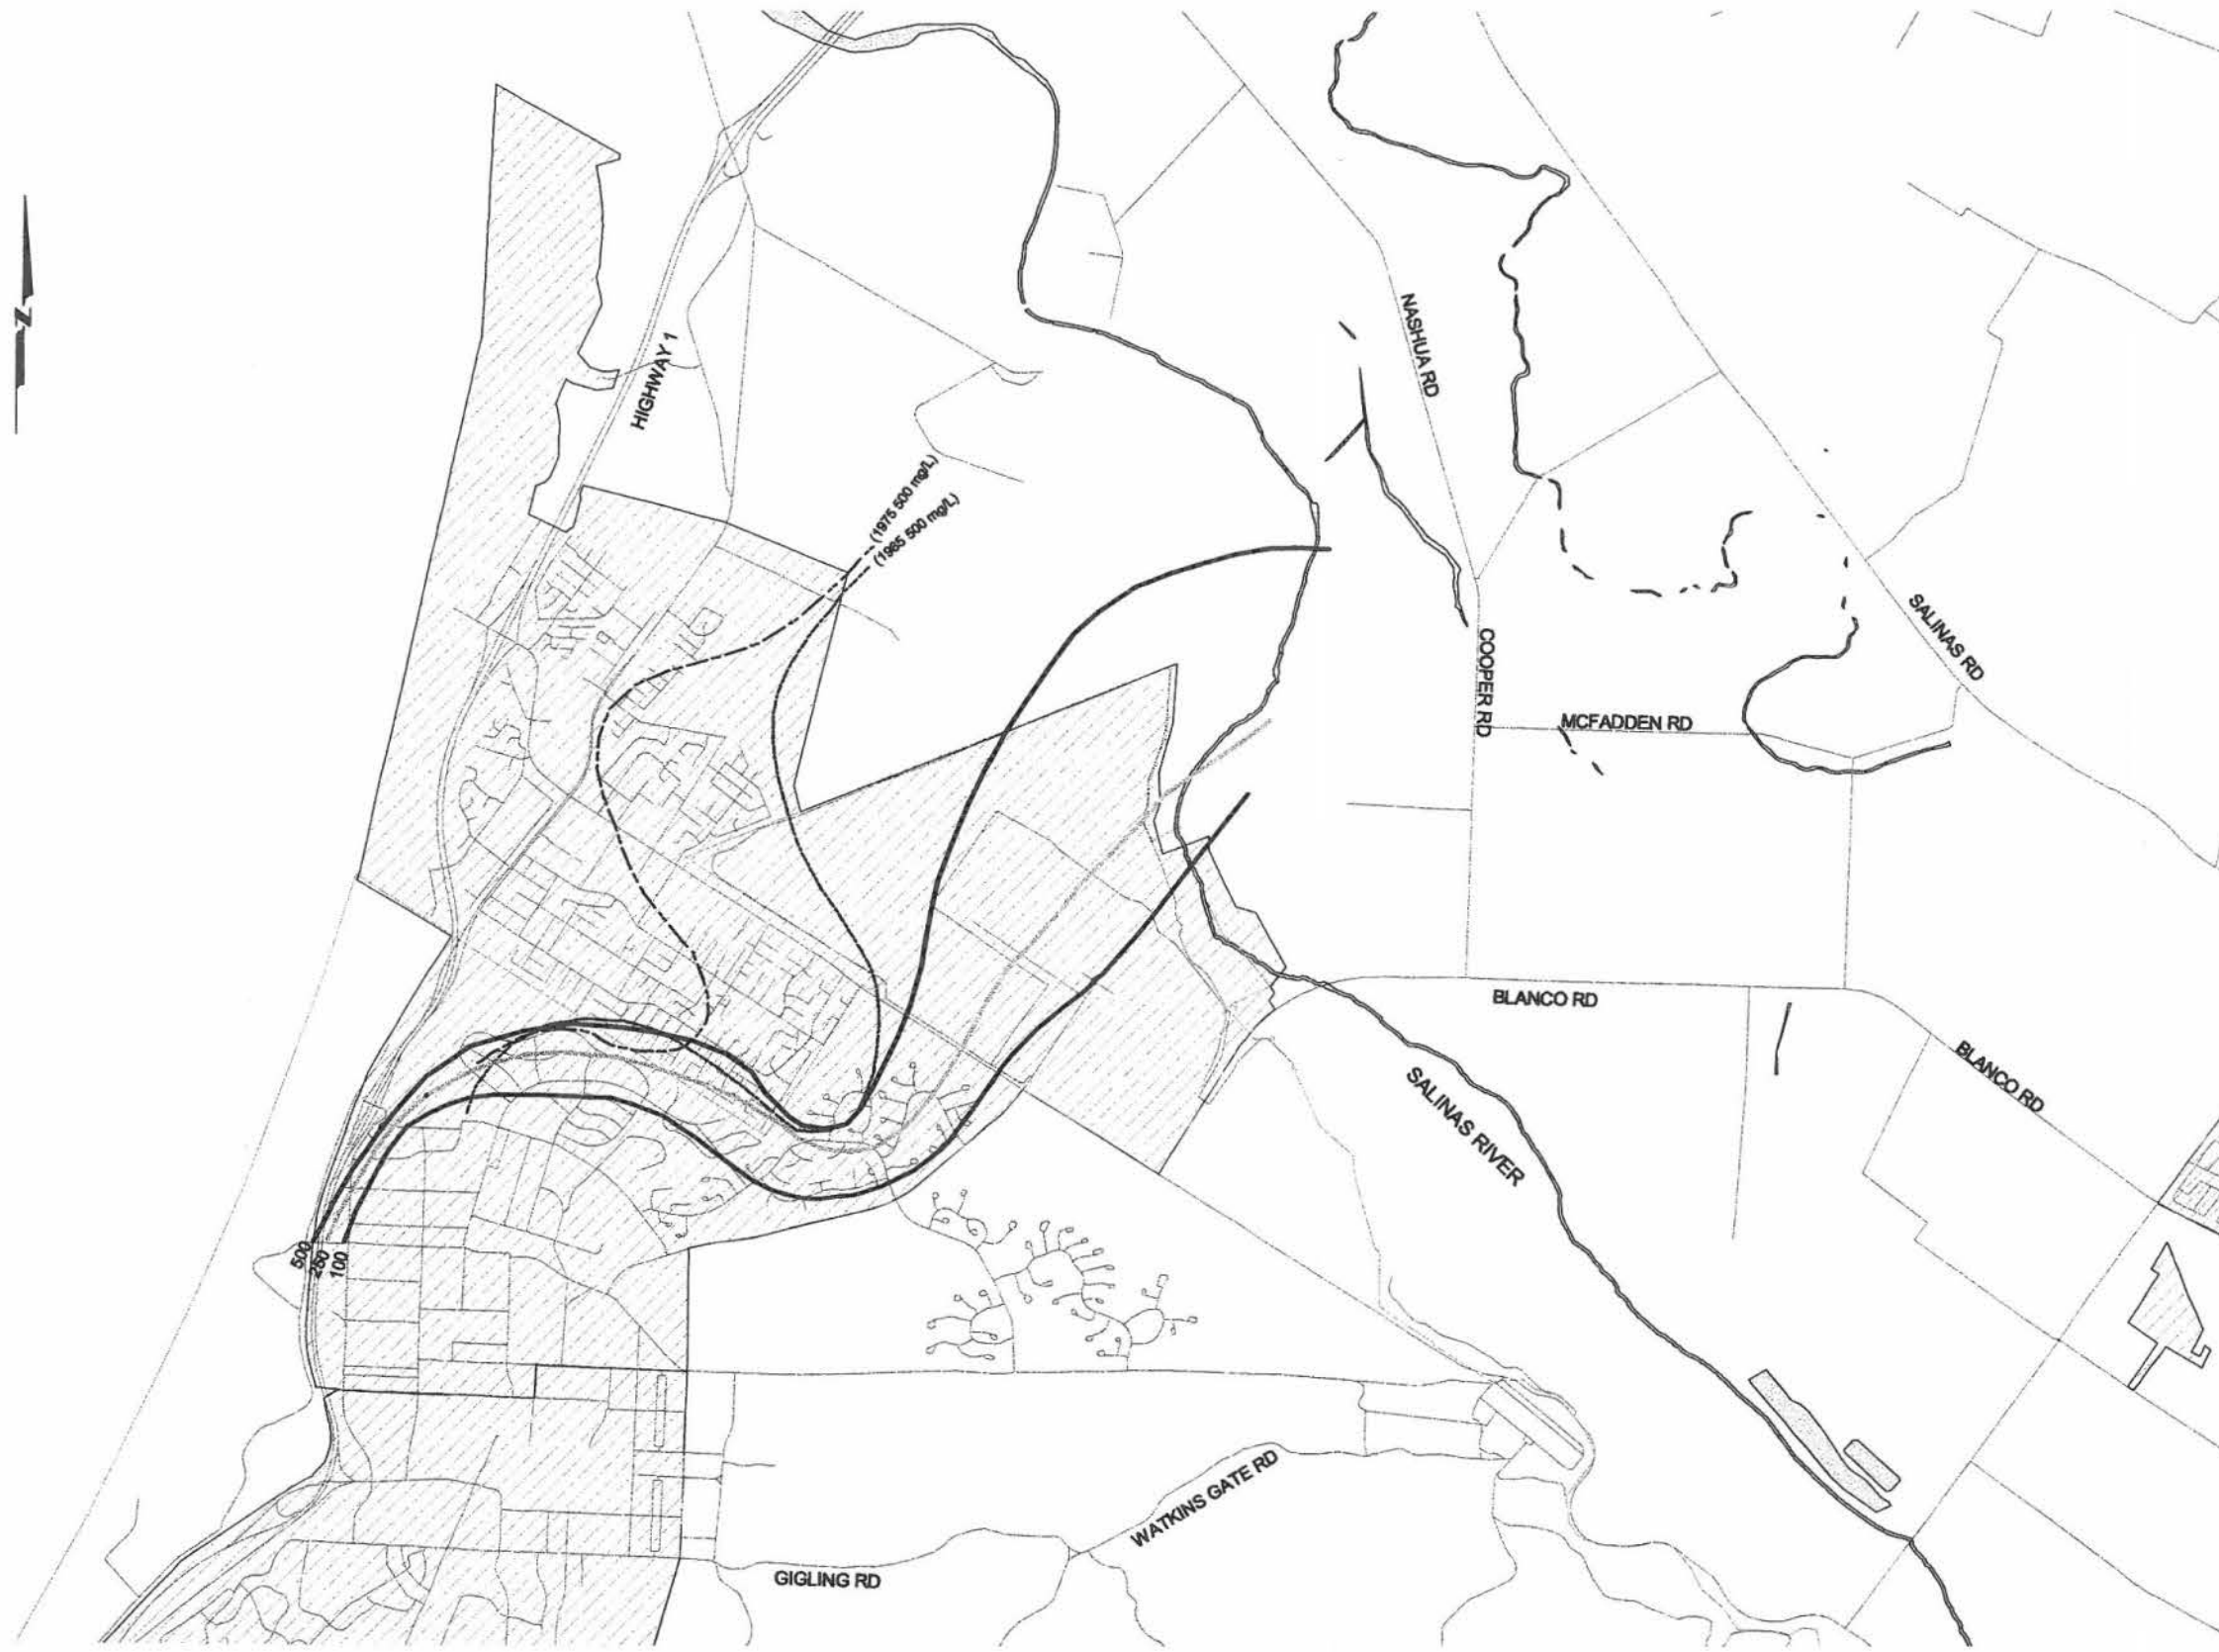 N
HIGHWAY 1
NASHUA RD
(1975 500 mg/L)
(1985 500 mg/L)
SALINAS RD
COOPER RD
MCFADDEN RD
BLANCO RD
BLANCO RD
SALINAS RIVER
500
250
100
WATKINS GATE RD
GIGLING RD